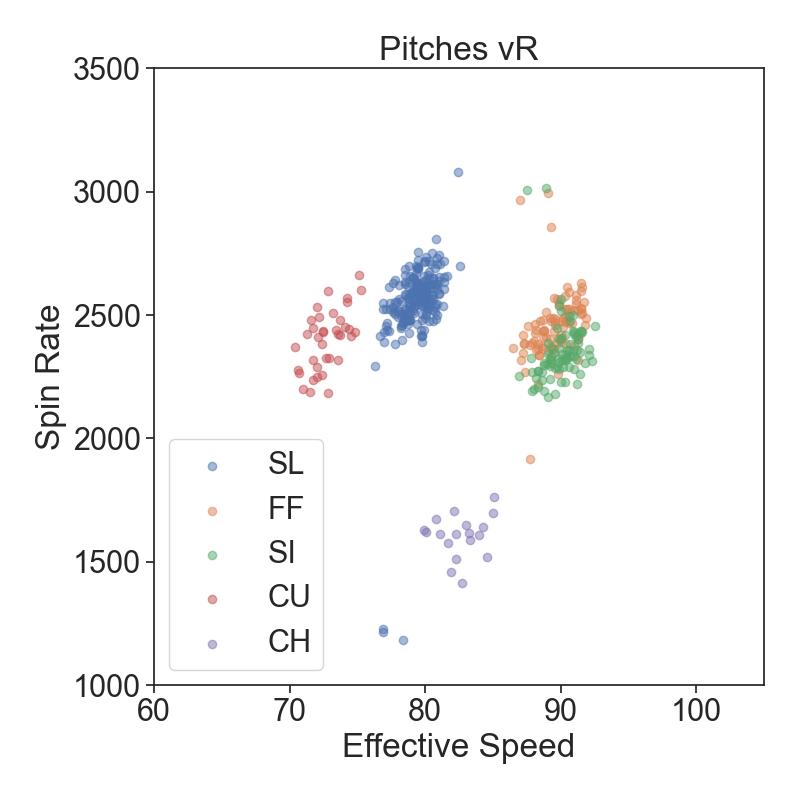 Pitches vR
3500
3000
2500
2000
1500
1000
Spin Rate
SL
FF
SI
CU
CH
60 70 80 90 100
Effective Speed